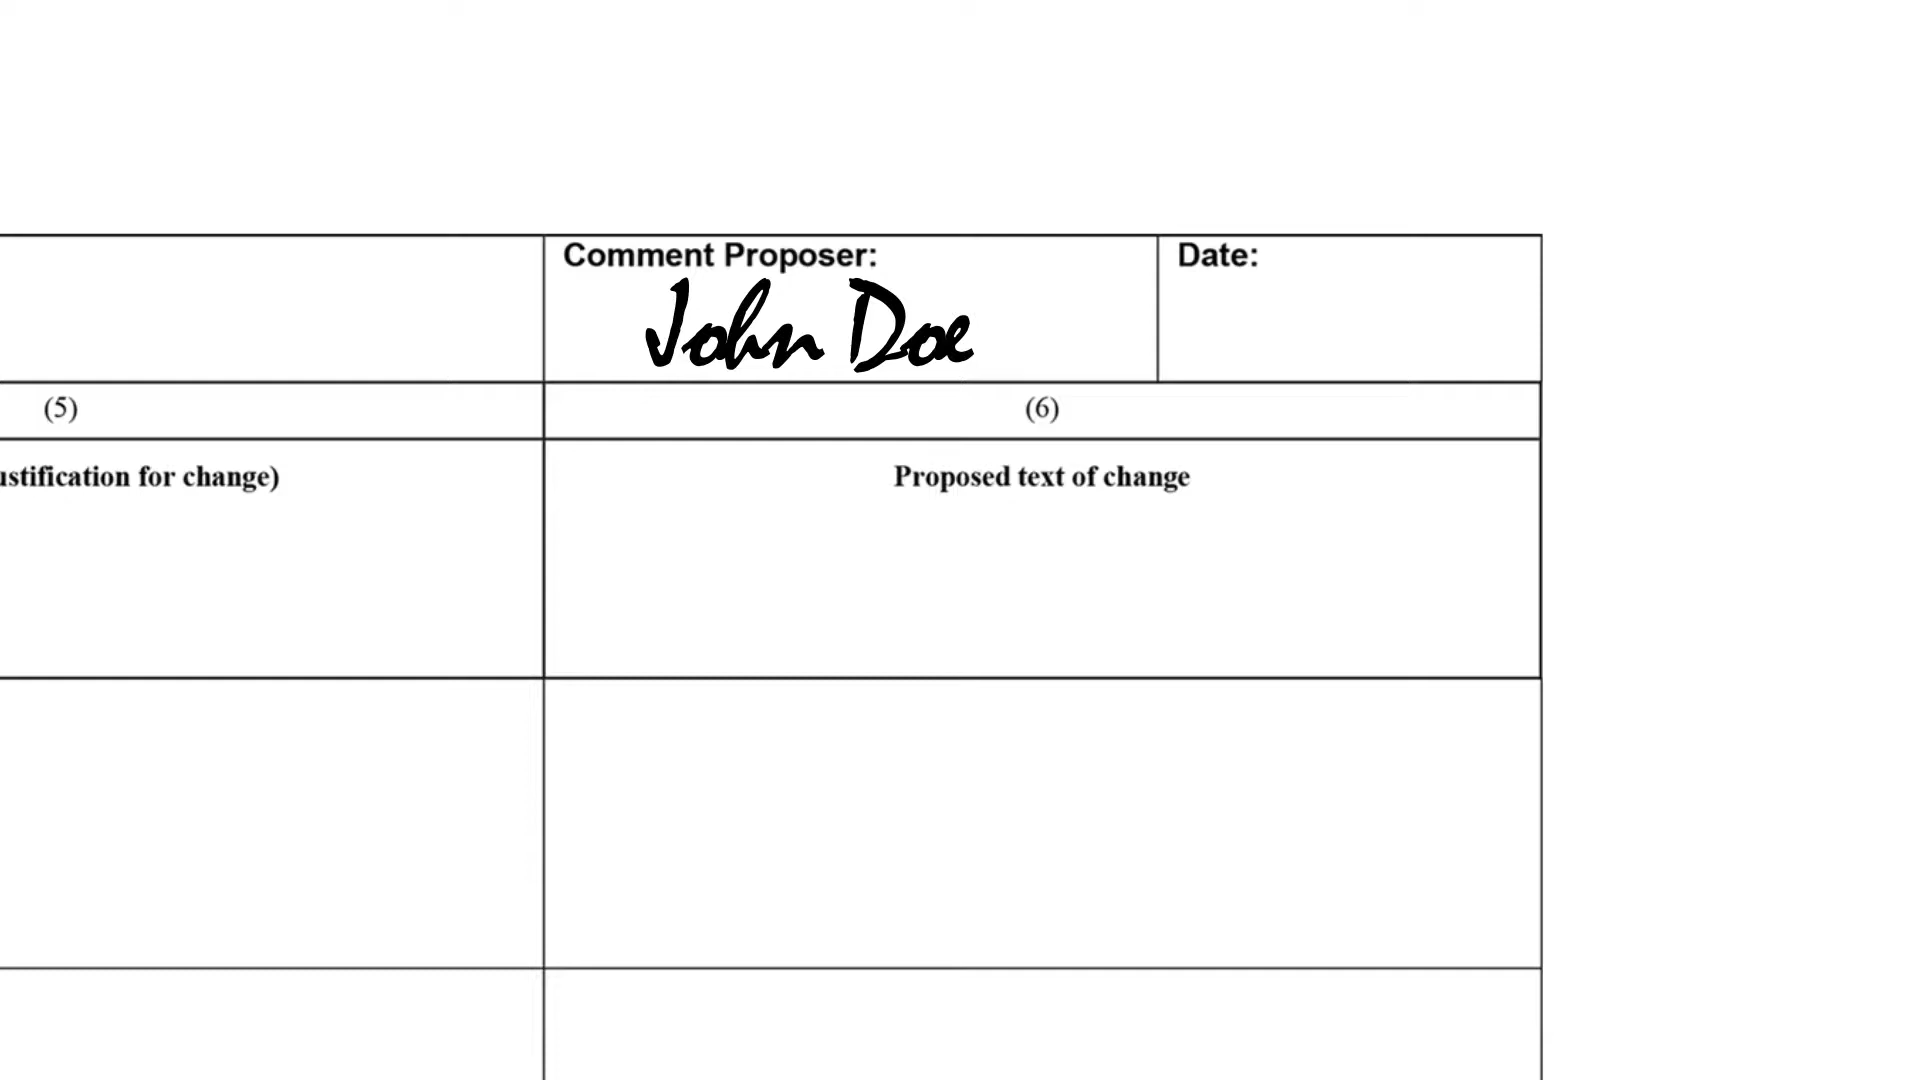 Comment Proposer:
Date:
John Doe
(5)
(6)
ustification for change)
Proposed text of change